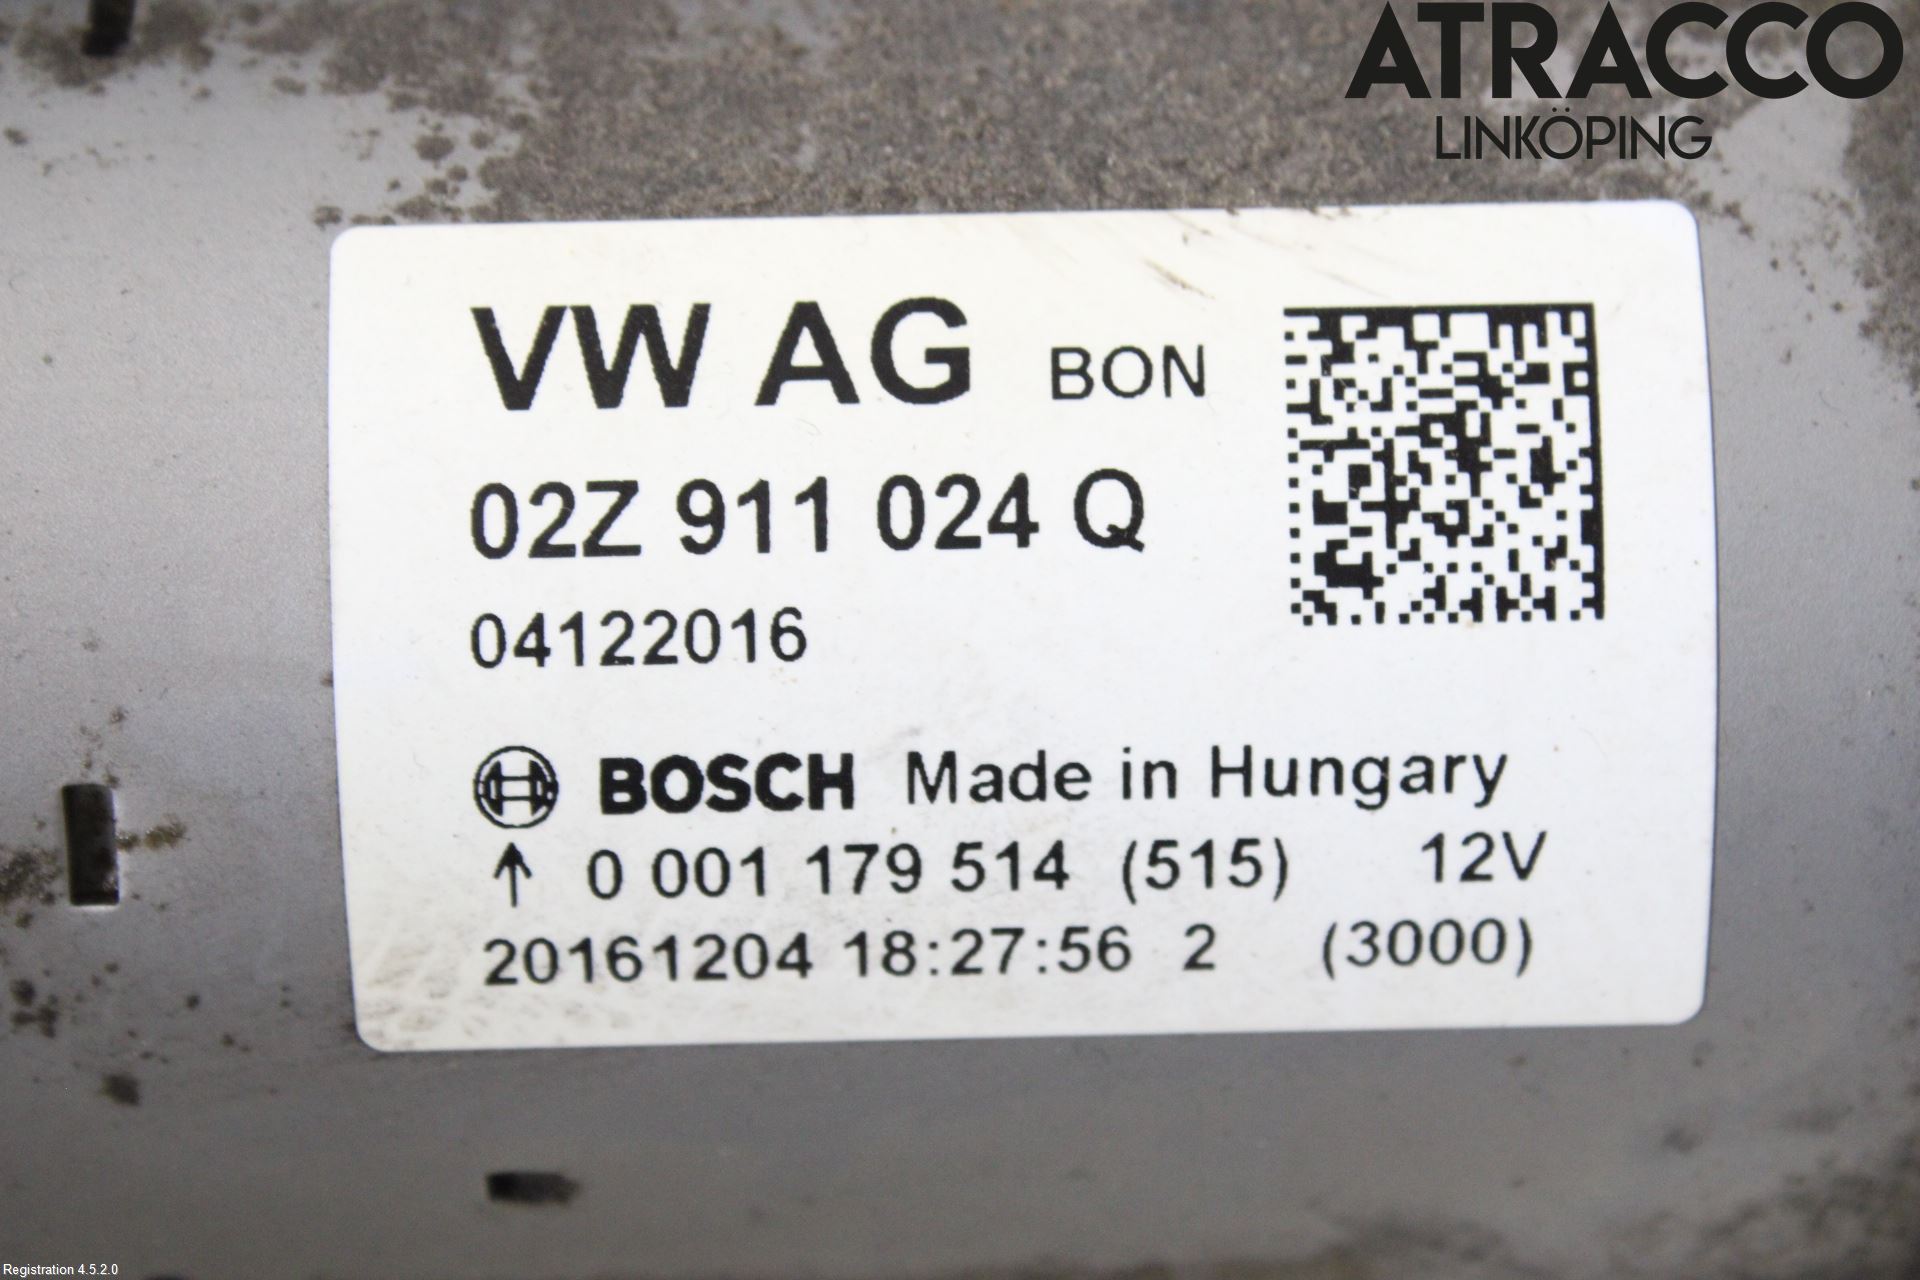 ATRACCO
LINKÖPING
VW AG BON
02Z 911 024 Q
04122016
BOSCH Made in Hungary
↑ 0 001 179 514 (515) 12V
20161204 18:27:56 2 (3000)
Registration 4.5.2.0